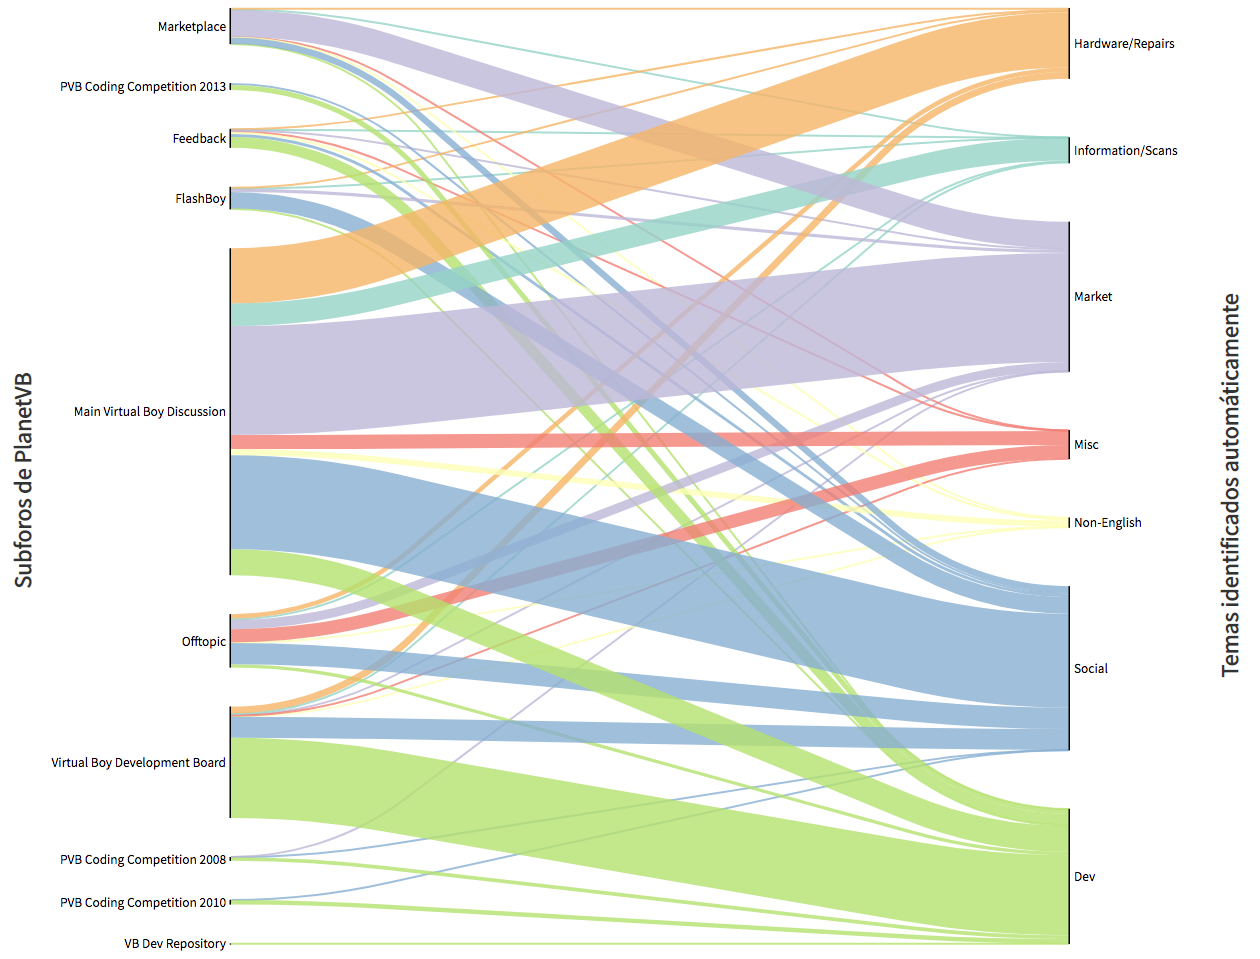 Subforos de PlanetVB
Marketplace
PVB Coding Competition 2013
Feedback
FlashBoy
Main Virtual Boy Discussion
Offtopic
Virtual Boy Development Board
PVB Coding Competition 2008
PVB Coding Competition 2010
VB Dev Repository
Hardware/Repairs
Information/Scans
Market
Misc
Non-English
Social
Dev
Temas identificados automáticamente